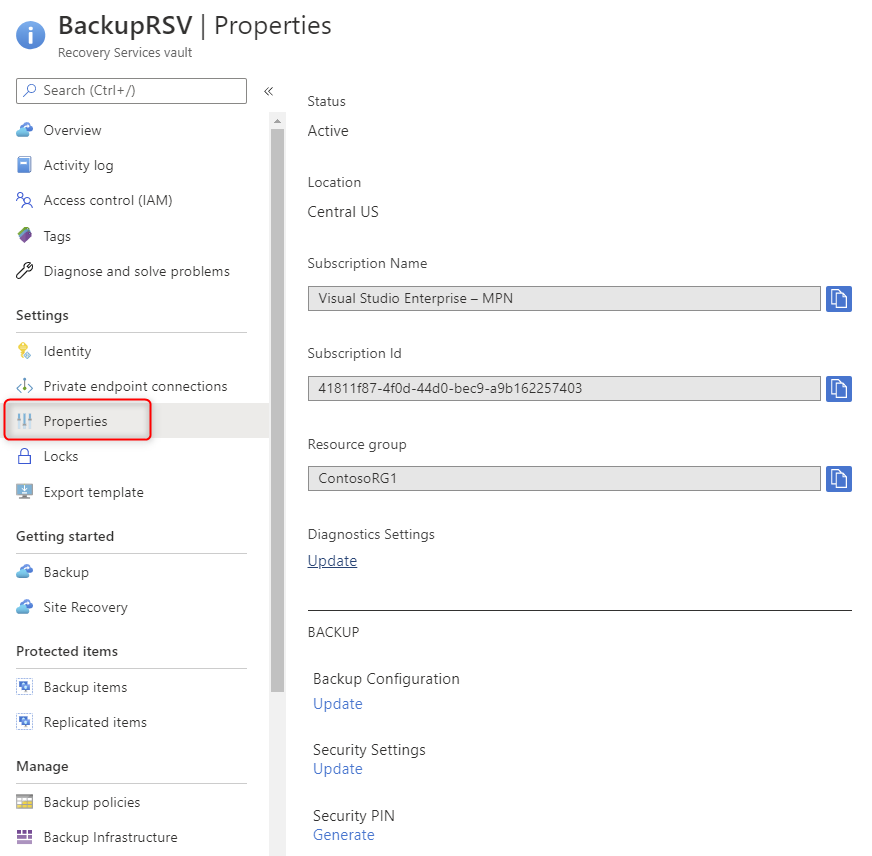 BackupRSV | Properties
Recovery Services vault
Search (Ctrl+/)
«
Overview
Activity log
Access control (IAM)
Tags
Diagnose and solve problems
Settings
Identity
Private endpoint connections
Properties
Locks
Export template
Getting started
Backup
Site Recovery
Protected items
Backup items
Replicated items
Manage
Backup policies
Backup Infrastructure
Status
Active
Location
Central US
Subscription Name
Visual Studio Enterprise – MPN
Subscription Id
41811f87-4f0d-44d0-bec9-a9b162257403
Resource group
ContosoRG1
Diagnostics Settings
Update
BACKUP
Backup Configuration
Update
Security Settings
Update
Security PIN
Generate